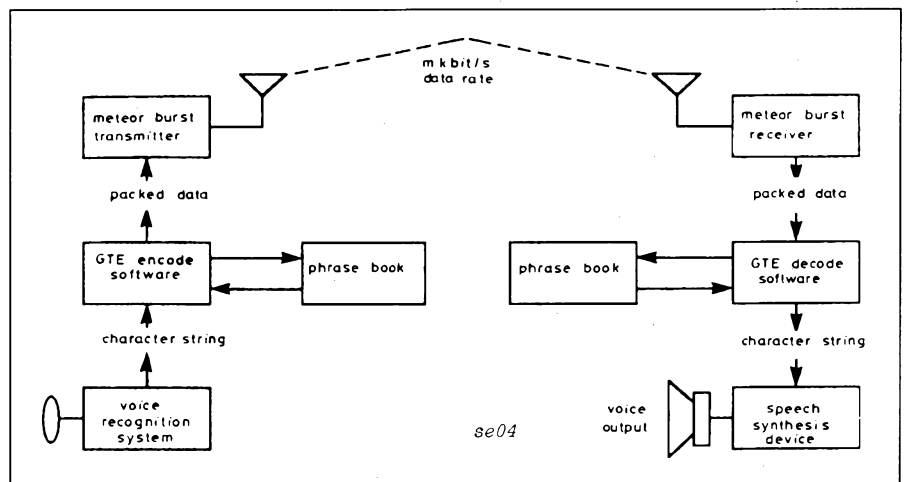 mkbit/s
data rate
meteor burst
transmitter
meteor burst
receiver
packed data
packed data
GTE encode
software
phrase book
phrase book
GTE decode
software
character string
character string
voice
recognition
system
se04
voice
output
speech
synthesis
device